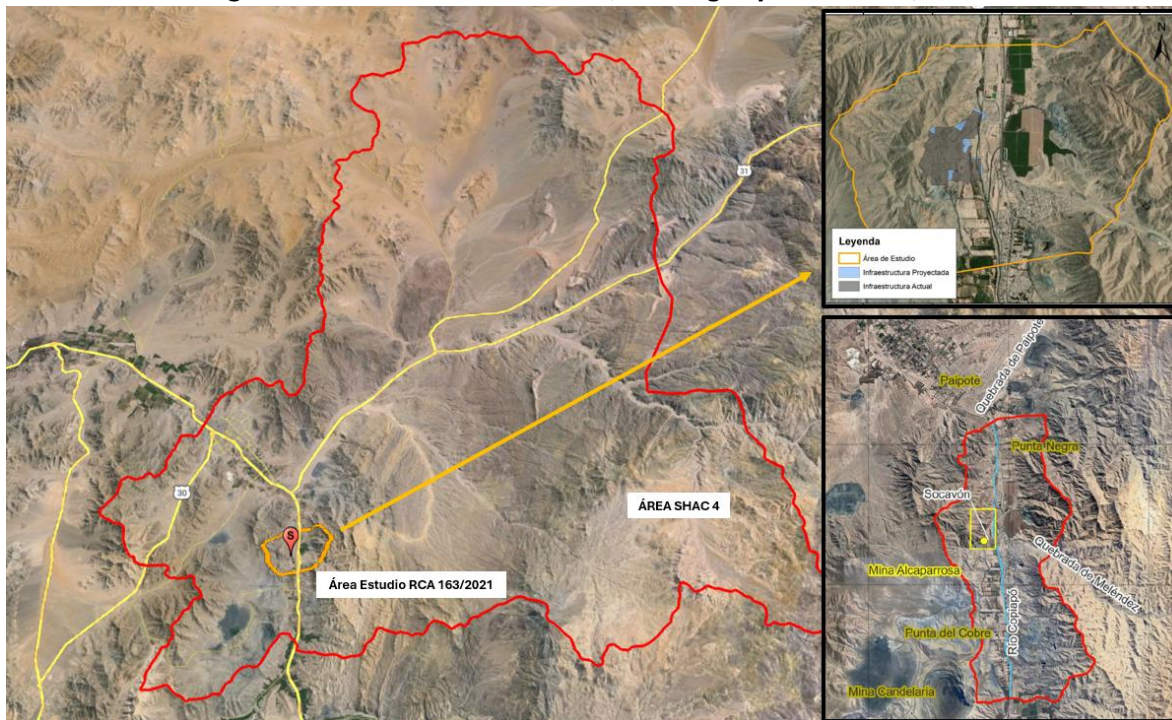 31
30
S
ÁREA SHAC 4
Área Estudio RCA 163/2021
N
Leyenda
Área de Estudio
Infraestructura Proyectada
Infraestructura Actual
Paipote
Quebrada de Paipote
Punta Negra
Socavón
Quebrada de Meléndez
Mina Alcaparrosa
Río Copiapó
Punta del Cobre
Mina Candelaria